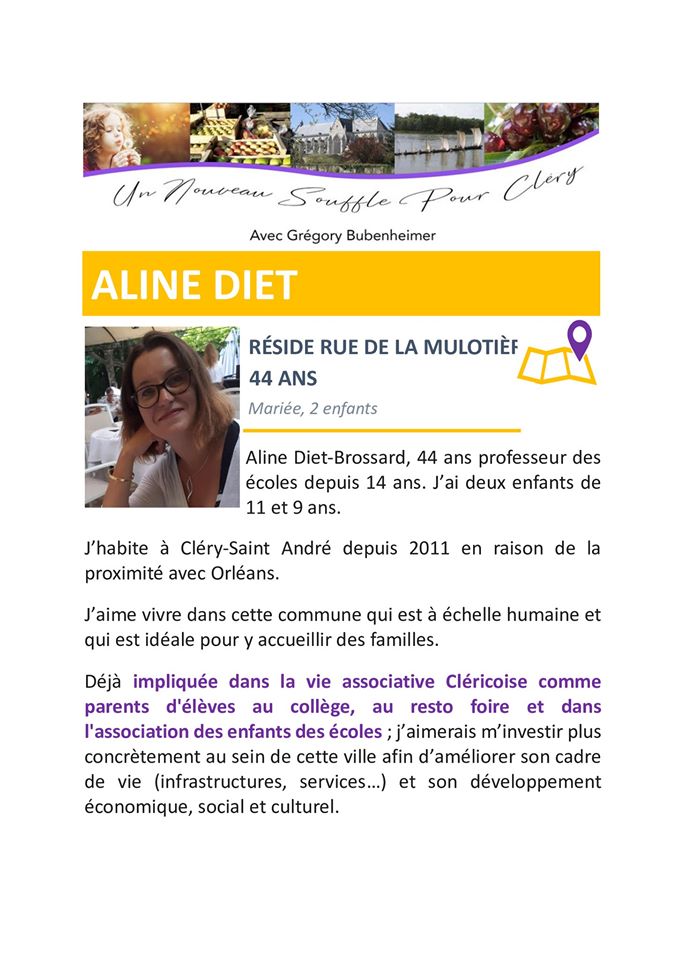 Un Nouveau Souffle Pour Cléry
Avec Grégory Bubenheimer
ALINE DIET
RÉSIDE RUE DE LA
44 ANS
Mariée, 2 enfants
Aline Diet-Brossard, 44 ans professeur des
écoles depuis 14 ans. J’ai deux enfants de
11 et 9 ans.
J’habite à Cléry-Saint André depuis 2011 en raison de la
proximité avec Orléans.
J’aime vivre dans cette commune qui est à échelle humaine et
qui est idéale pour y accueillir des familles.
Déjà impliquée dans la vie associative Cléricoise comme
parents d'élèves au collège, au resto foire et dans
l'association des enfants des écoles ; j’aimerais m’investir plus
concrètement au sein de cette ville afin d’améliorer son cadre
de vie (infrastructures, services…) et son développement
économique, social et culturel.